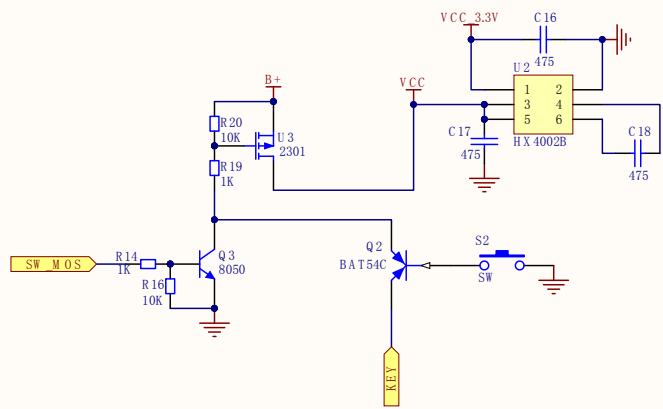 VCC_3.3V
C16
475
U2
1 2
3 4
5 6
HX4002B
VCC
C17
475
C18
475
B+
R20
10K
U3
2301
R19
1K
Q3
8050
SW_MOS
R14
1K
R16
10K
Q2
BAT54C
S2
SW
KEY